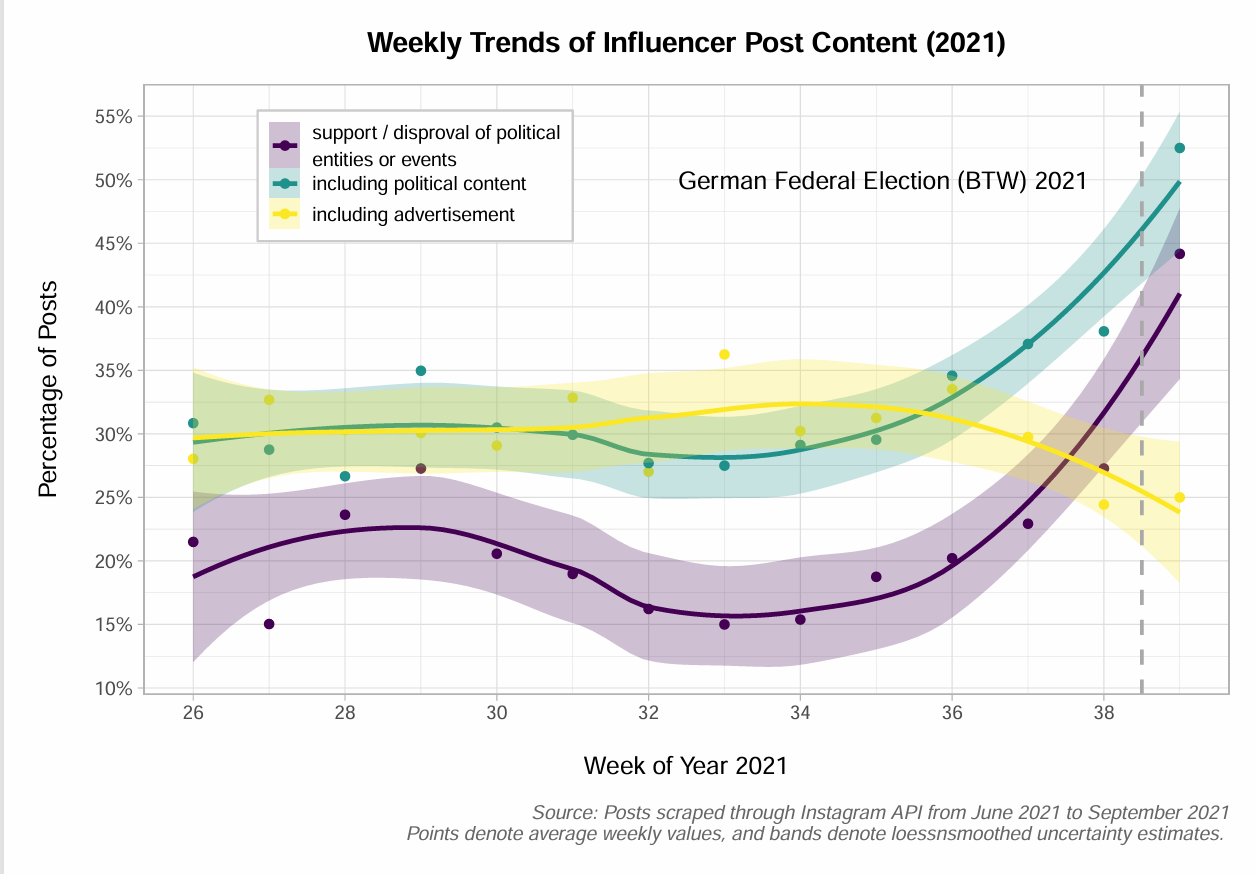 Weekly Trends of Influencer Post Content (2021)
55%
50%
45%
40%
35%
30%
25%
20%
15%
10%
Percentage of Posts
support / disproval of political
entities or events
including political content
including advertisement
German Federal Election (BTW) 2021
26
28
30
32
34
36
38
Week of Year 2021
Source: Posts scraped through Instagram API from June 2021 to September 2021
Points denote average weekly values, and bands denote loessnsmoothed uncertainty estimates.